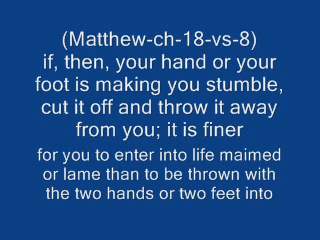 (Matthew-ch-18-vs-8)
if, then, your hand or your
foot is making you stumble,
cut it off and throw it away
from you; it is finer
for you to enter into life maimed
or lame than to be thrown with
the two hands or two feet into